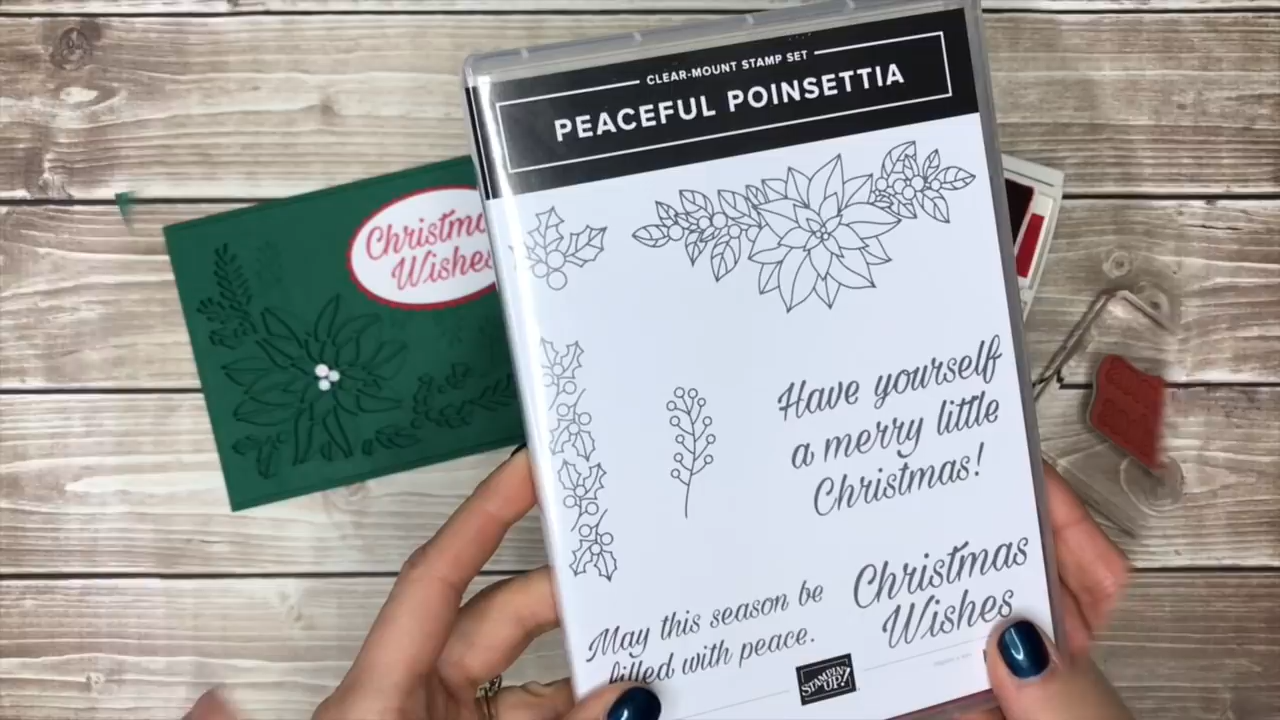 CLEAR-MOUNT STAMP SET
PEACEFUL POINSETTIA
Christma
Wishes
Have yourself
a merry little
Christmas!
Christmas
Wishes
May this season be
filled with peace.
STAMPIN' UP!